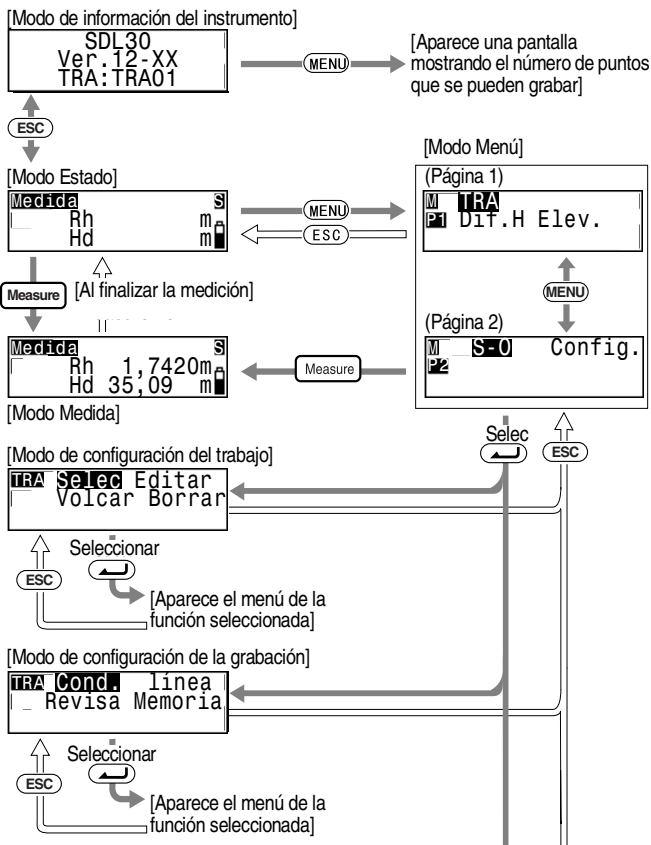 [Modo de información del instrumento]
SDL30
Ver.12-XX
TRA:TRA01
MENU
[Aparece una pantalla
mostrando el número de puntos
que se pueden grabar]
ESC
[Modo Estado]
Medida S
Rh m
Hd m
MENU
ESC
[Modo Menú]
(Página 1)
M TRA
P1 Dif.H Elev.
MENU
(Página 2)
M S-O Config.
P2
Measure
[Al finalizar la medición]
Medida S
Rh 1,7420m
Hd 35,09 m
[Modo Medida]
Measure
Selec
ESC
[Modo de configuración del trabajo]
TRA Selec Editar
Volcar Borrar
Seleccionar
ESC
[Aparece el menú de la
función seleccionada]
[Modo de configuración de la grabación]
TRA Cond. línea
Revisa Memoria
Seleccionar
ESC
[Aparece el menú de la
función seleccionada]